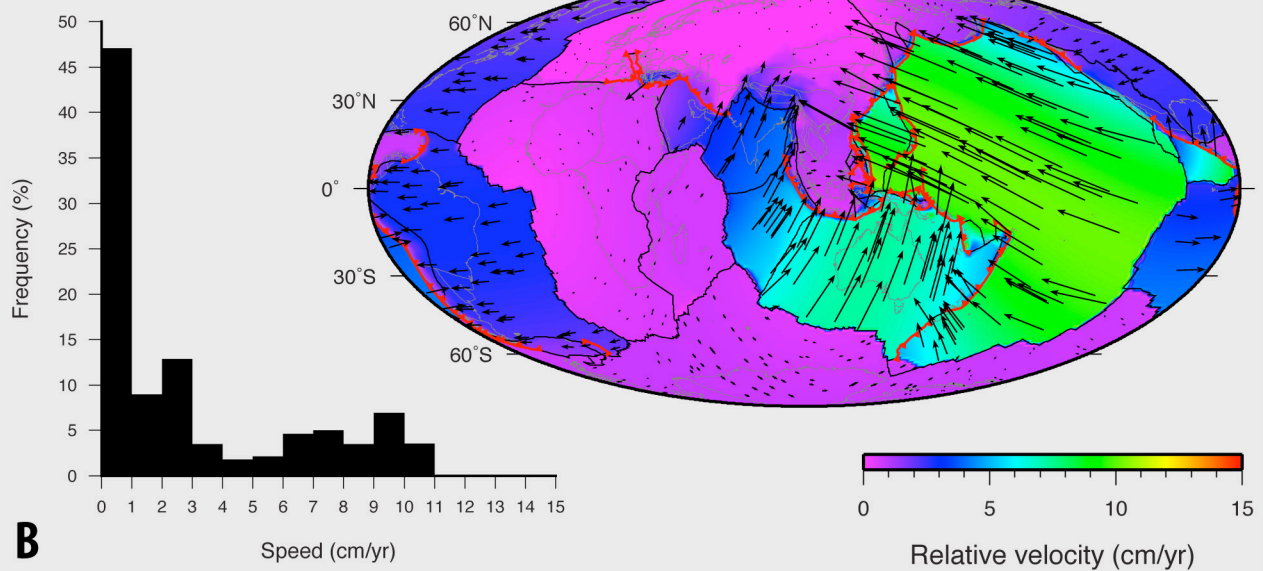 50
45
40
35
30
25
20
15
10
5
0
Frequency (%)
0 1 2 3 4 5 6 7 8 9 10 11 12 13 14 15
Speed (cm/yr)
B
60°N
30°N
0°
30°S
60°S
0 5 10 15
Relative velocity (cm/yr)